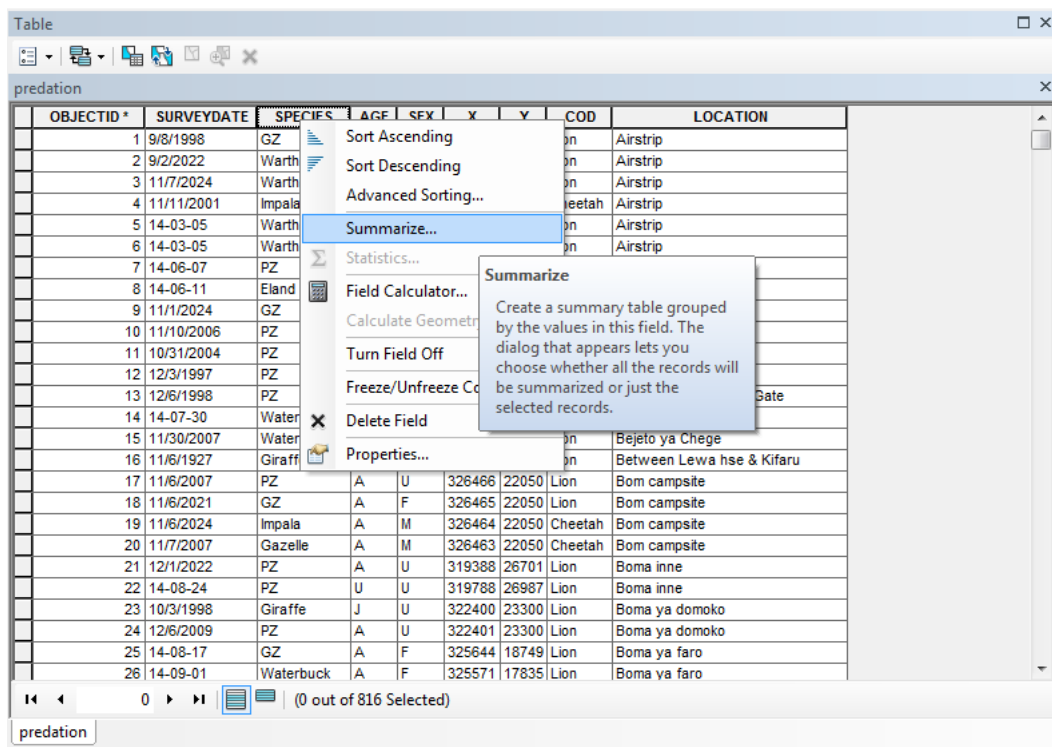 Table
predation
OBJECTID * SURVEYDATE SPECIES AGE SEX X Y COD LOCATION
1 9/8/1998 GZ Airstrip
2 9/2/2022 Airstrip
3 11/7/2024 Airstrip
4 11/11/2001 Impala Airstrip
5 14-03-05 Airstrip
6 14-03-05 Airstrip
7 14-06-07 PZ
8 14-06-11 Eland
9 11/1/2024 GZ
10 11/10/2006 PZ
11 10/31/2004 PZ
12 12/3/1997 PZ
13 12/6/1998 PZ Gate
14 14-07-30
15 11/30/2007 Bejeto ya Chege
16 11/6/1927 Between Lewa hse & Kifaru
17 11/6/2007 PZ A U 326466 22050 Lion Bom campsite
18 11/6/2021 GZ A F 326465 22050 Lion Bom campsite
19 11/6/2024 Impala A M 326464 22050 Cheetah Bom campsite
20 11/7/2007 Gazelle A M 326463 22050 Cheetah Bom campsite
21 12/1/2022 PZ A U 319388 26701 Lion Boma inne
22 14-08-24 PZ U U 319788 26987 Lion Boma inne
23 10/3/1998 Giraffe J U 322400 23300 Lion Boma ya domoko
24 12/6/2009 PZ A U 322401 23300 Lion Boma ya domoko
25 14-08-17 GZ A F 325644 18749 Lion Boma ya faro
26 14-09-01 Waterbuck A F 325571 17835 Lion Boma ya faro
Sort Ascending
Sort Descending
Advanced Sorting...
Summarize...
Statistics...
Field Calculator...
Calculate
Turn Field Off
Freeze/Unfreeze
Delete Field
Properties...
Summarize
Create a summary table grouped
by the values in this field. The
dialog that appears lets you
choose whether all the records will
be summarized or just the
selected records.
0 (0 out of 816 Selected)
predation